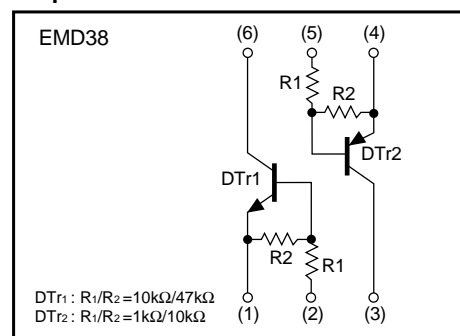 EMD38
(6) (5) (4)
R1
R2
DTr2
DTr1
R2
R1
DTr1 : R1/R2=10kΩ/47kΩ
DTr2 : R1/R2=1kΩ/10kΩ
(1) (2) (3)